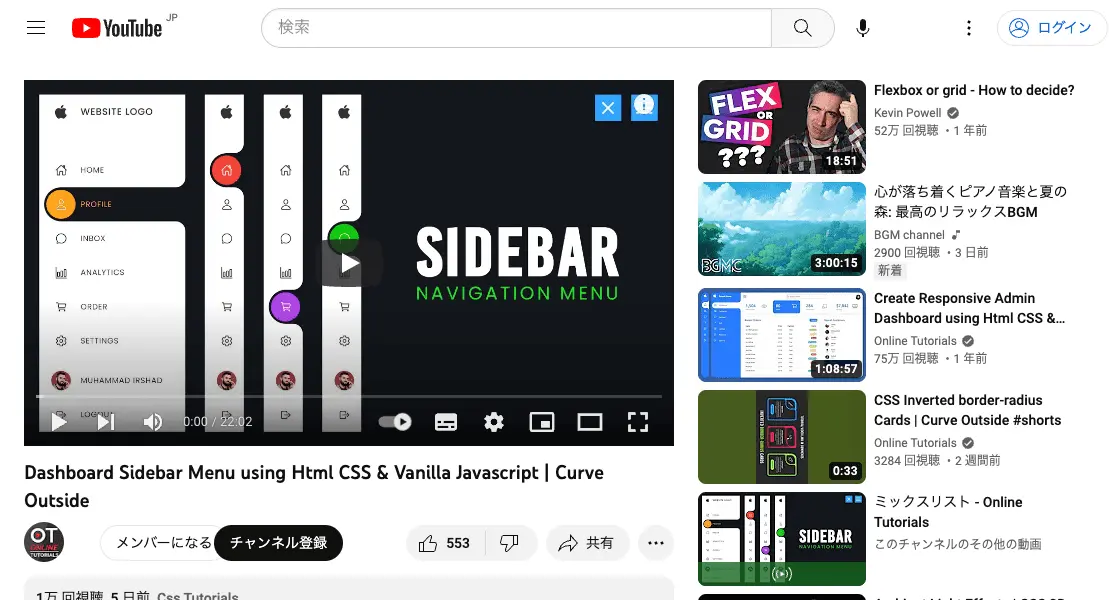 YouTube JP
検索
ログイン
WEBSITE LOGO
HOME
PROFILE
INBOX
ANALYTICS
ORDER
SETTINGS
MUHAMMAD IRSHAD
LOGOUT
SIDEBAR
NAVIGATION MENU
0:00 / 22:02
Dashboard Sidebar Menu using Html CSS & Vanilla Javascript | Curve
Outside
OT
ONLINE
TUTORIALS
メンバーになる
チャンネル登録
553
共有
1万 回視聴 5 日前 Css Tutorials
FLEX
OR
GRID
???
18:51
Flexbox or grid - How to decide?
Kevin Powell
52万 回視聴 • 1 年前
BGMC
3:00:15
心が落ち着くピアノ音楽と夏の
森: 最高のリラックスBGM
BGM channel
2900 回視聴 • 3 日前
新着
1:08:57
Create Responsive Admin
Dashboard using Html CSS &...
Online Tutorials
75万 回視聴 • 1 年前
0:33
CSS Inverted border-radius
Cards | Curve Outside #shorts
Online Tutorials
3284 回視聴 • 2 週間前
SIDEBAR
NAVIGATION MENU
ミックスリスト - Online
Tutorials
このチャンネルのその他の動画